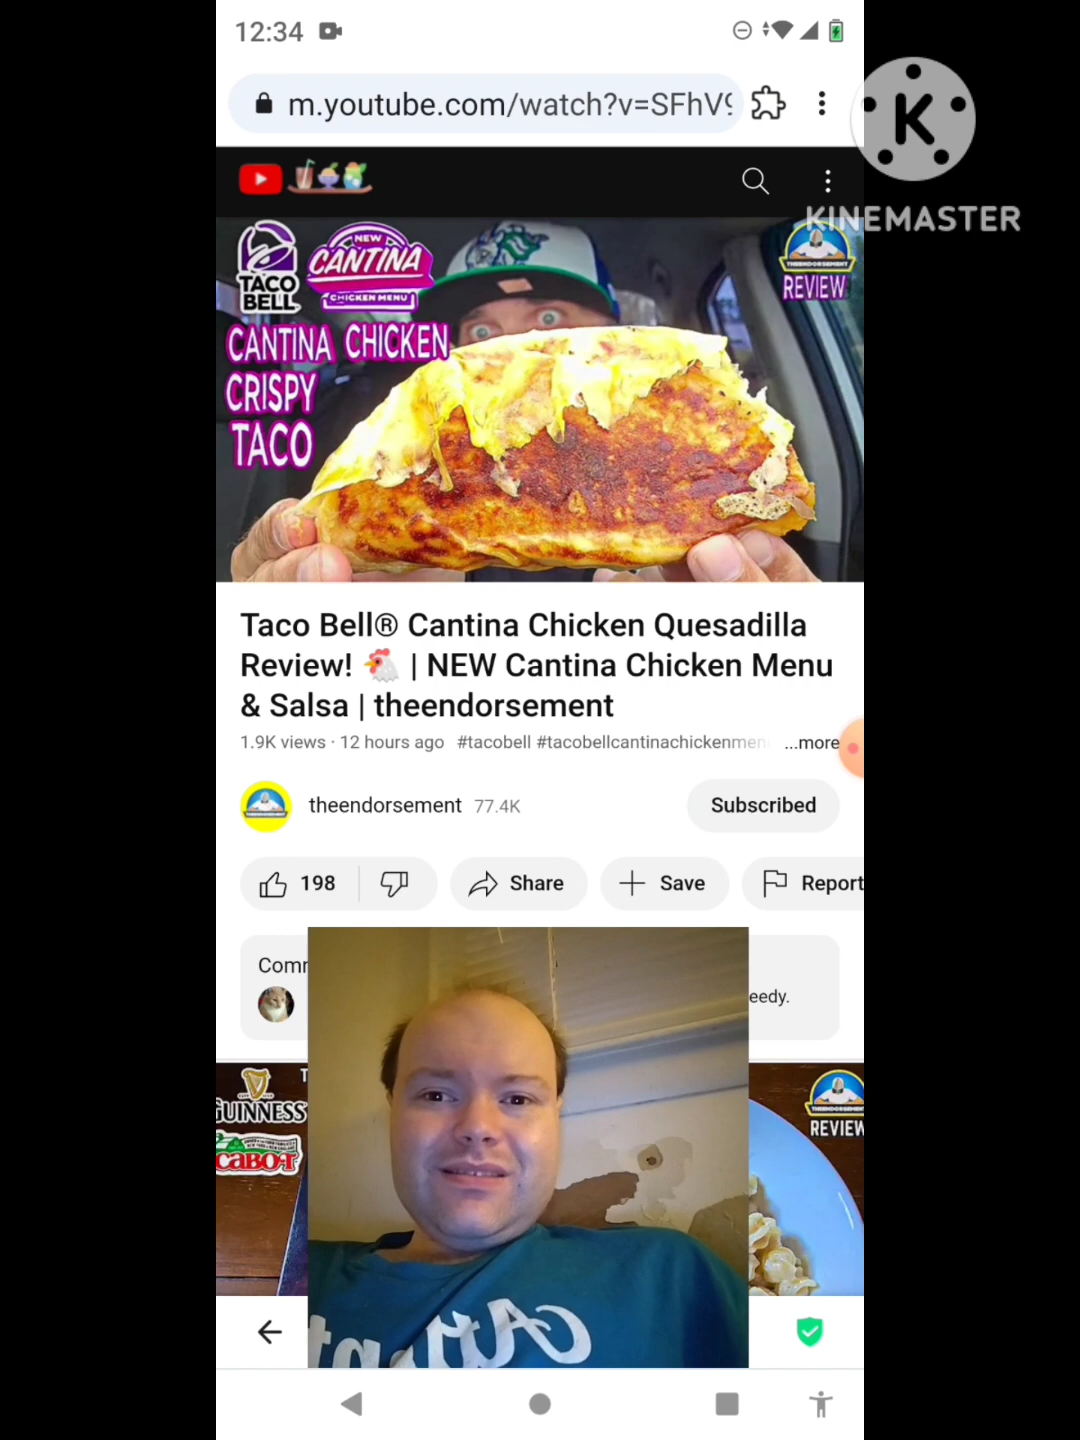 12:34
m.youtube.com/watch?v=SFhV9
KINEMASTER
TACO
BELL
NEW
CANTINA
CHICKEN MENU
THEENDORSEMENT
REVIEW
CANTINA CHICKEN
CRISPY
TACO
Taco Bell® Cantina Chicken Quesadilla
Review! 🐔 | NEW Cantina Chicken Menu
& Salsa | theendorsement
1.9K views · 12 hours ago #tacobell #tacobellcantinachickenmen ...more
theendorsement 77.4K
Subscribed
198
Share
Save
Report
Comm
eedy.
GUINNESS
CABOT
REVIEW